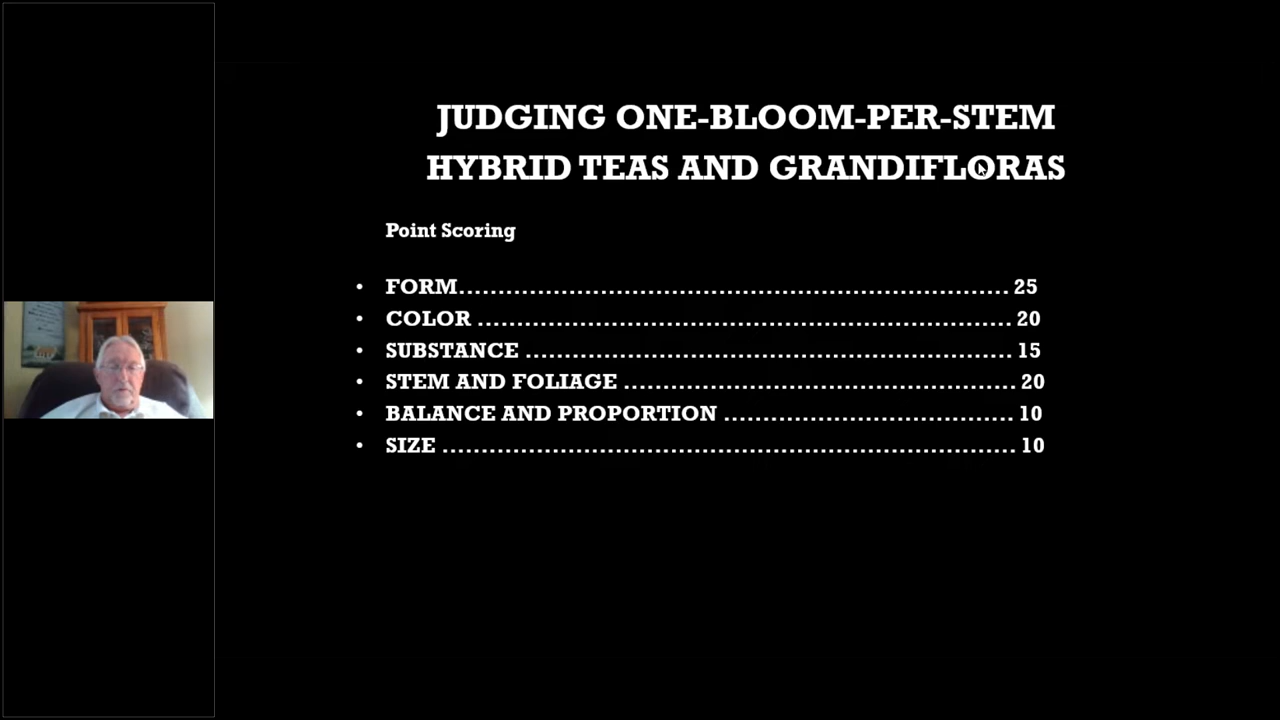 JUDGING ONE-BLOOM-PER-STEM
HYBRID TEAS AND GRANDIFLORAS
Point Scoring
• FORM...................................................................... 25
• COLOR .................................................................... 20
• SUBSTANCE .............................................................. 15
• STEM AND FOLIAGE .................................................. 20
• BALANCE AND PROPORTION ..................................... 10
• SIZE ......................................................................... 10